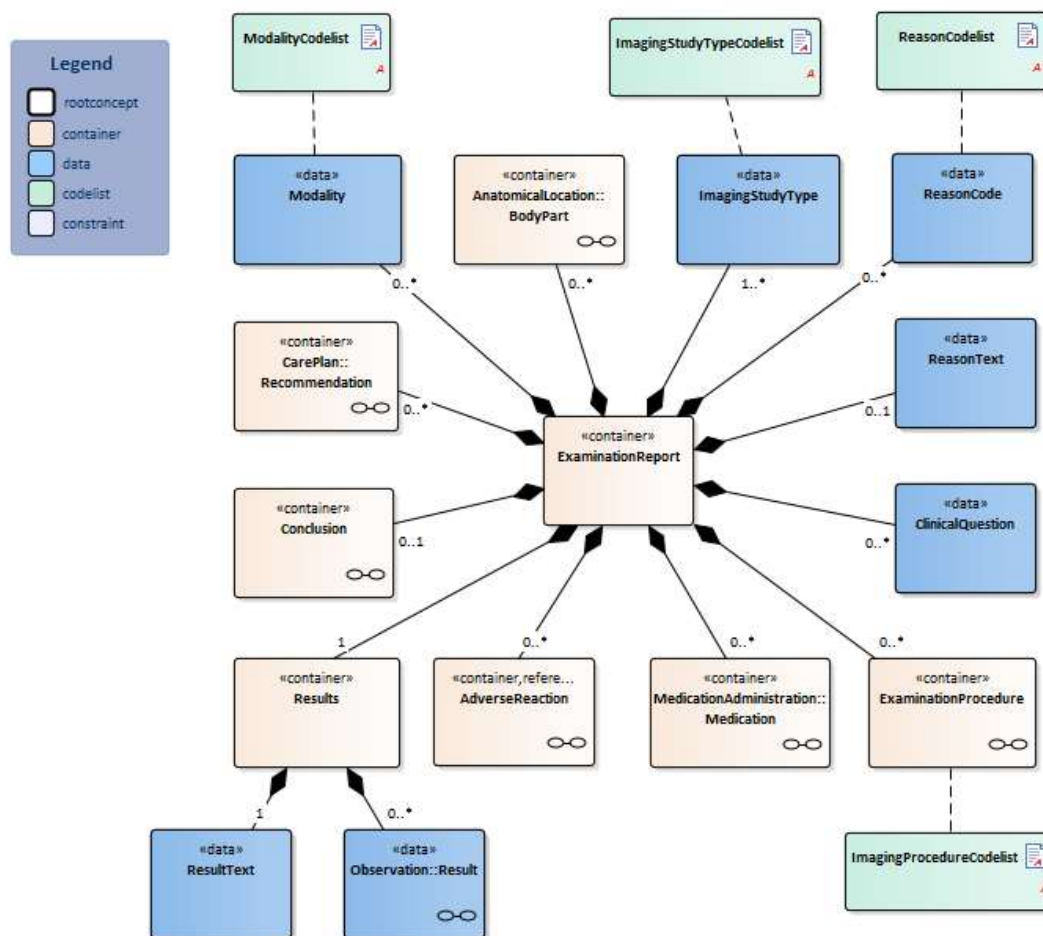 ModalityCodelist
ImagingStudyTypeCodelist
ReasonCodelist
Legend
rootconcept
container
data
codelist
constraint
«data»
Modality
«container»
AnatomicalLocation::
BodyPart
«data»
ImagingStudyType
«data»
ReasonCode
0..*
0..*
1..*
0..*
«container»
CarePlan::
Recommendation
0..*
«data»
ReasonText
0..1
«container»
ExaminationReport
«container»
Conclusion
0..1
«data»
ClinicalQuestion
0..*
1
0..*
0..*
0..*
«container»
Results
«container,refere...
AdverseReaction
«container»
MedicationAdministration::
Medication
«container»
ExaminationProcedure
1
0..*
«data»
ResultText
«data»
Observation::Result
ImagingProcedureCodelist
A
A
A
A